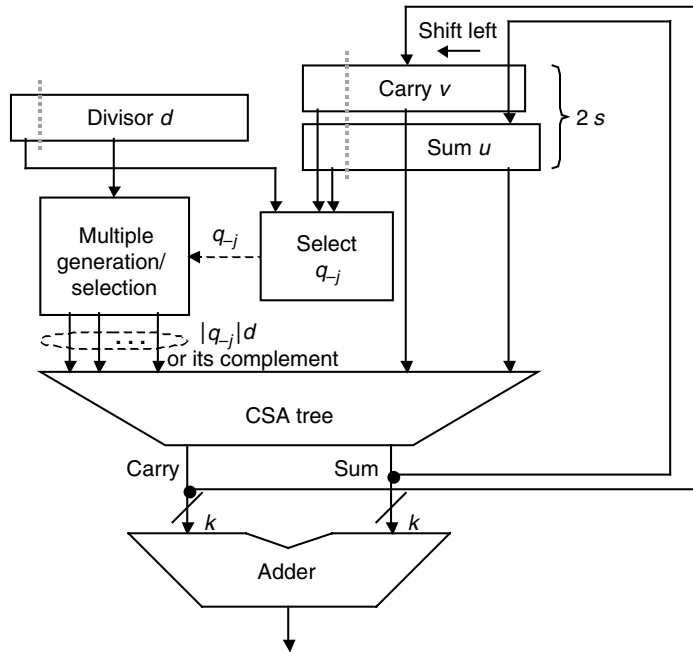 Shift left
Carry v
2 s
Divisor d
Sum u
Multiple
generation/
selection
q–j
Select
q–j
. . .
|q–j|d
or its complement
CSA tree
Carry
Sum
k
k
Adder